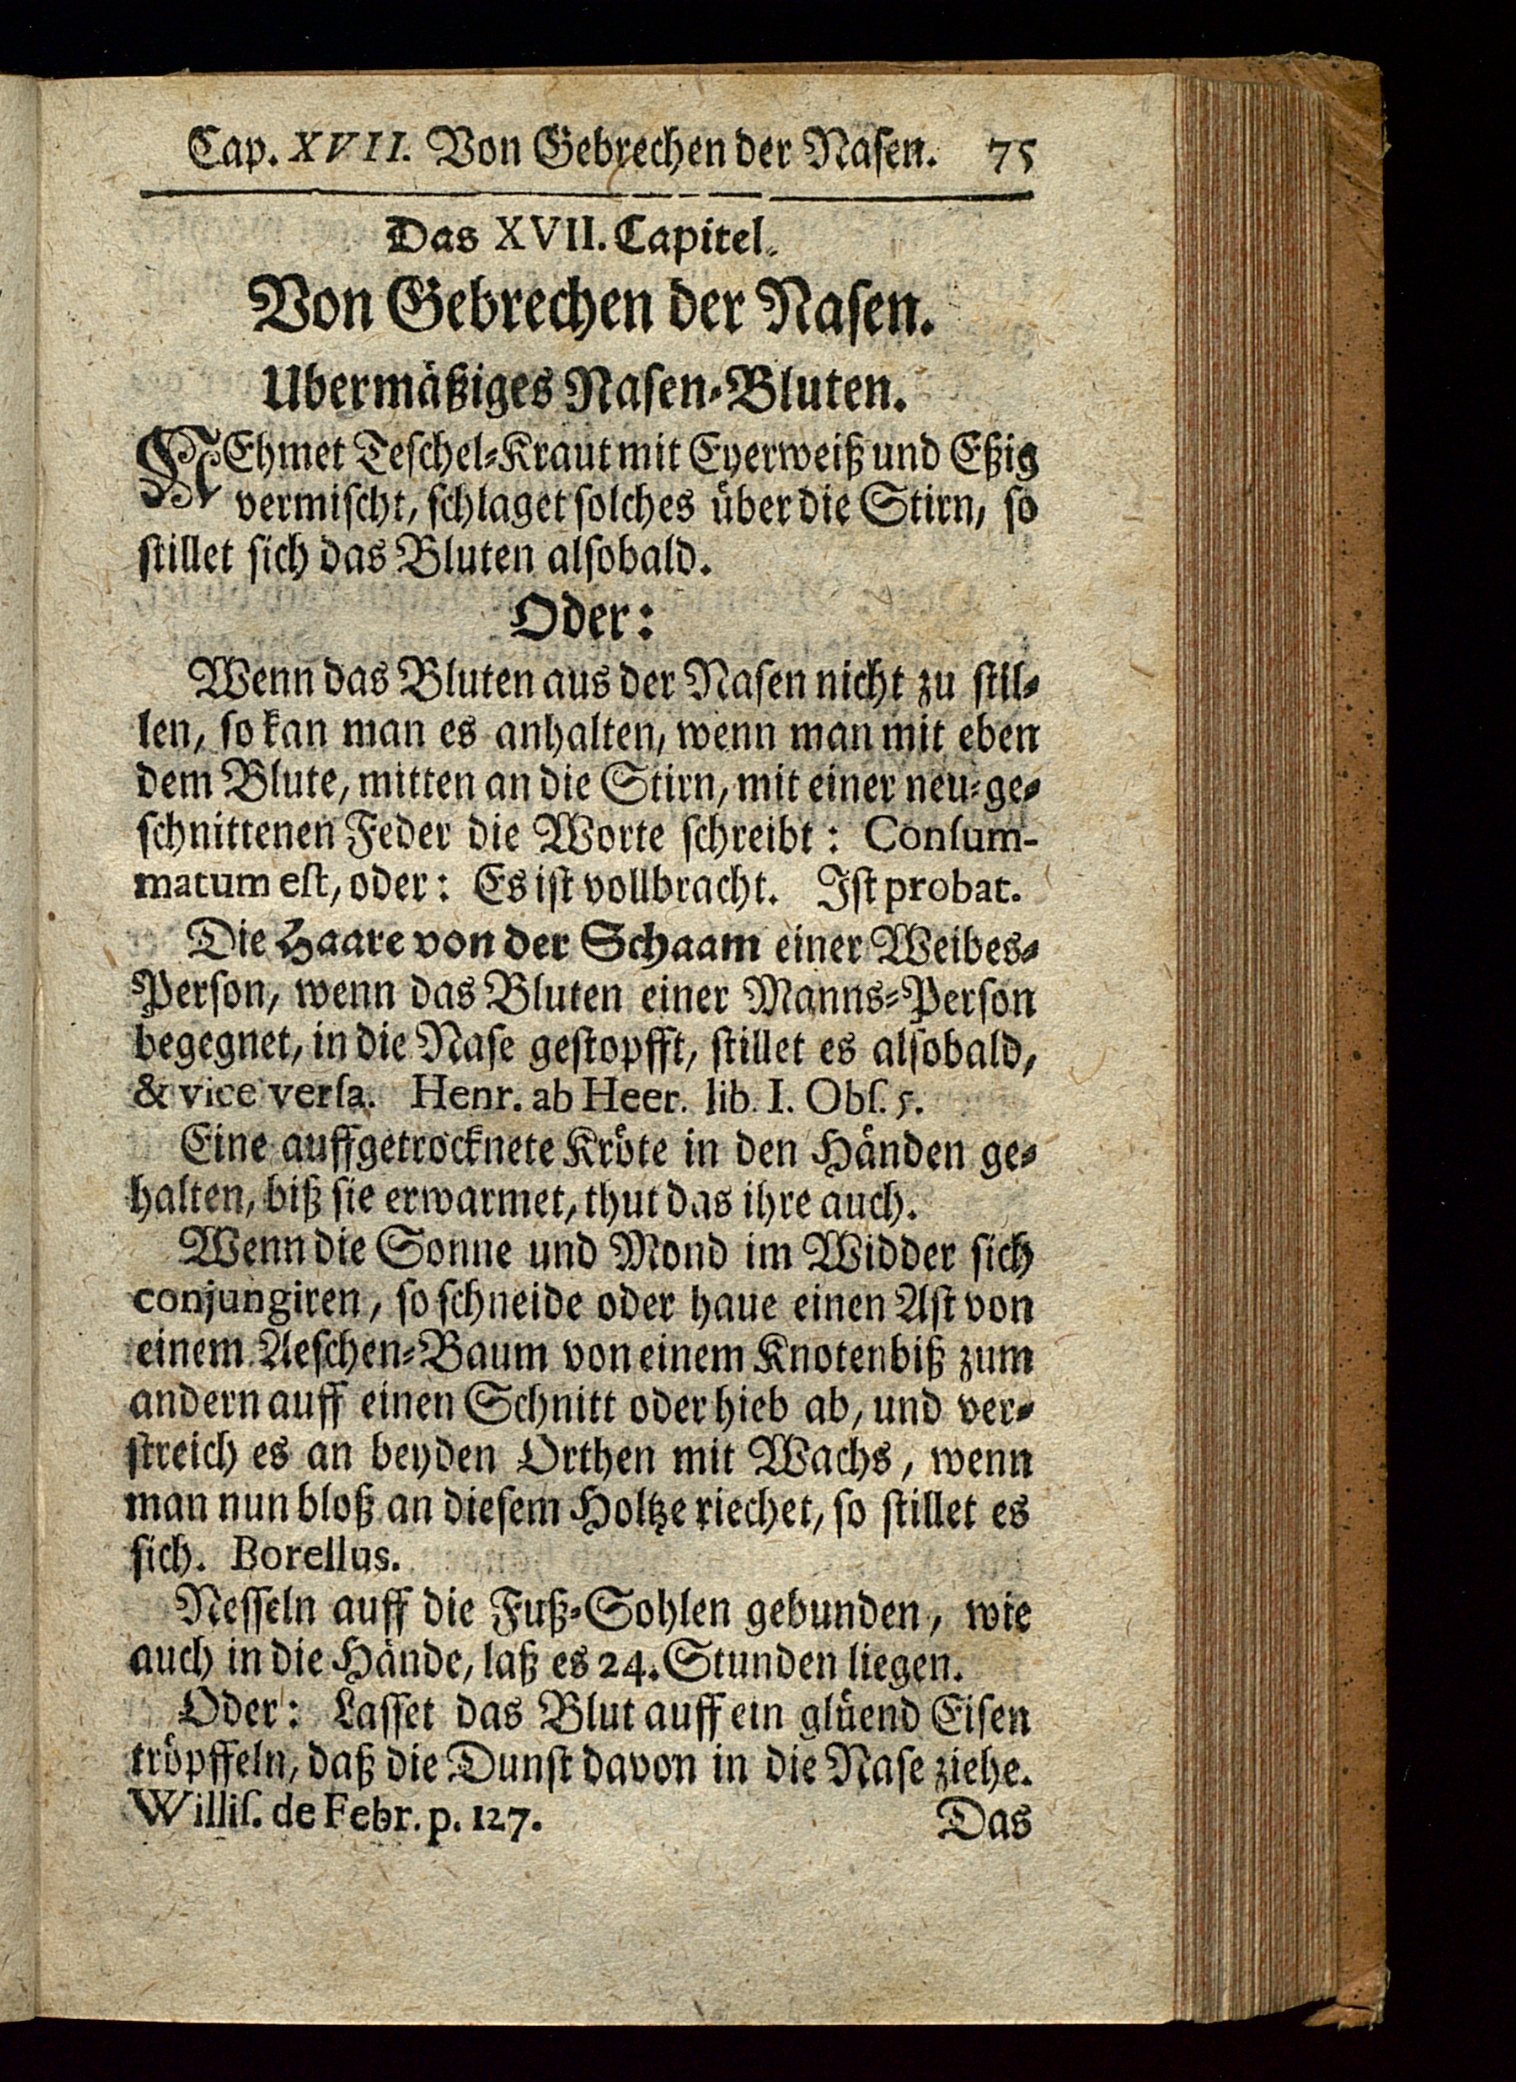 Cap. XVII. Von Gebrechen der Nasen. 75
Das XVII. Capitel.
Von Gebrechen der Nasen.
Ubermäßiges Nasen-Bluten.
NEhmet Teschel-Kraut mit Eyerweiß und Eßig
vermischt, schlaget solches über die Stirn, so
stillet sich das Bluten alsobald.
Oder:
Wenn das Bluten aus der Nasen nicht zu stil-
len, so kan man es anhalten, wenn man mit eben
dem Blute, mitten an die Stirn, mit einer neu-ge-
schnittenen Feder die Worte schreibt: Consum-
matum est, oder: Es ist vollbracht. Ist probat.
Die Haare von der Schaam einer Weibes-
Person, wenn das Bluten einer Manns-Person
begegnet, in die Nase gestopfft, stillet es alsobald,
& vice versa. Henr. ab Heer. lib. I. Obs. 5.
Eine auffgetrocknete Kröte in den Händen ge-
halten, biß sie erwarmet, thut das ihre auch.
Wenn die Sonne und Mond im Widder sich
conjungiren, so schneide oder haue einen Ast von
einem Aeschen-Baum von einem Knoten biß zum
andern auff einen Schnitt oder hieb ab, und ver-
streich es an beyden Orthen mit Wachs, wenn
man nun bloß an diesem Holtze riechet, so stillet es
sich. Borellus.
Nesseln auff die Fuß-Sohlen gebunden, wie
auch in die Hände, laß es 24. Stunden liegen.
Oder: Lasset das Blut auff ein glüend Eisen
tröpffeln, daß die Dunst davon in die Nase ziehe.
Willis. de Febr. p. 127. Das